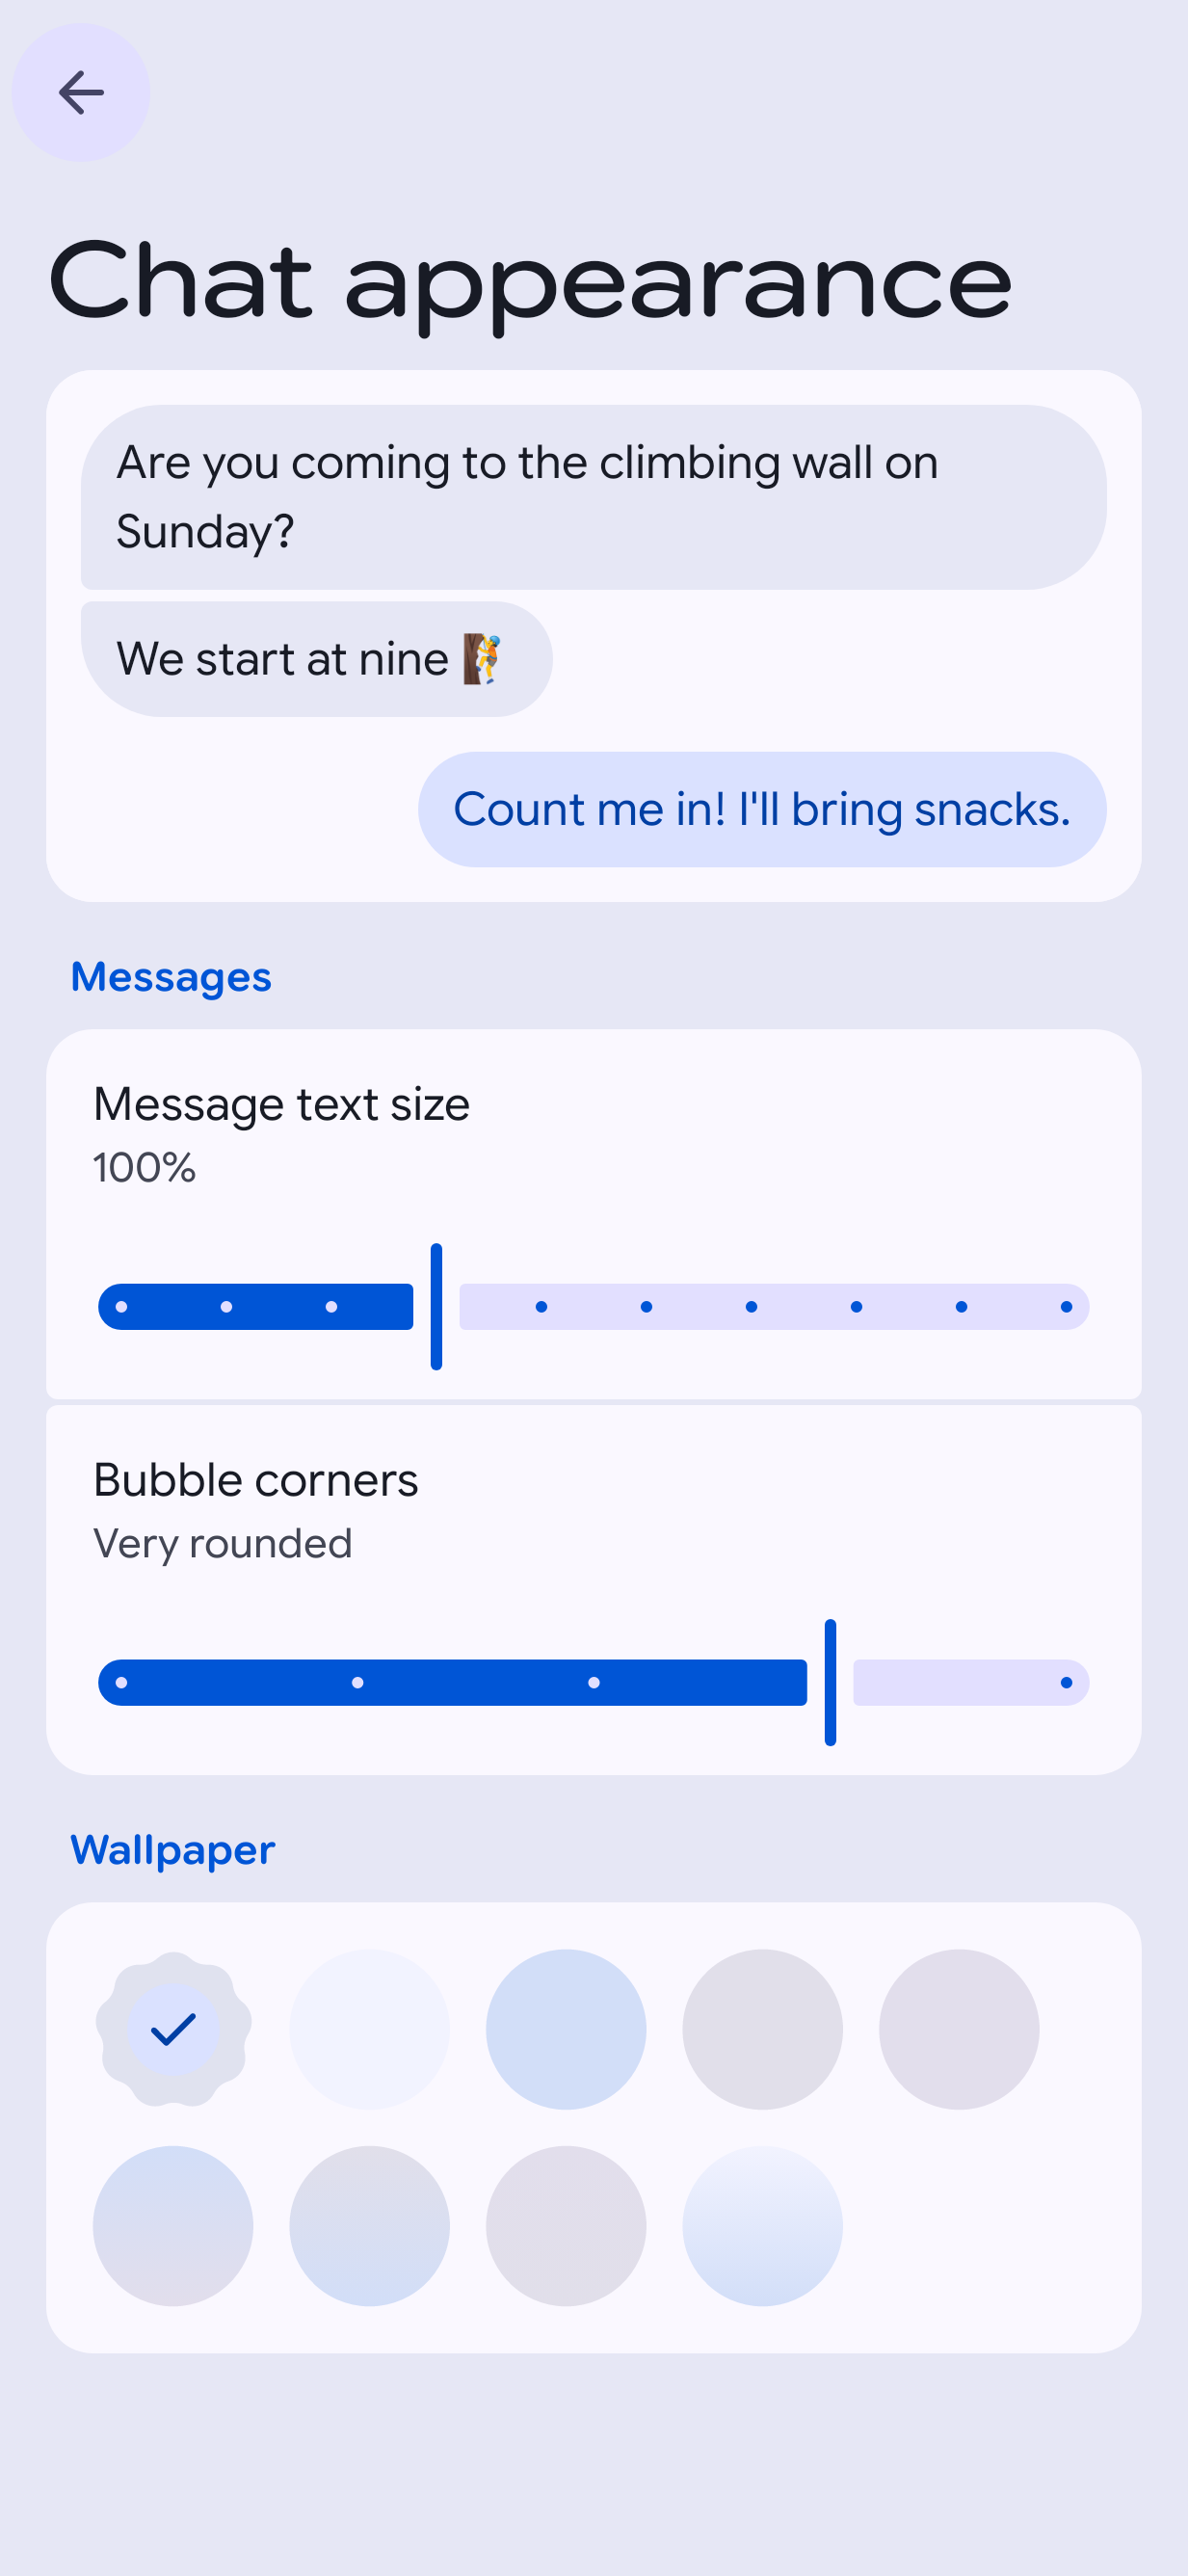 Chat appearance
Are you coming to the climbing wall on
Sunday?
We start at nine 🧗
Count me in! I'll bring snacks.
Messages
Message text size
100%
Bubble corners
Very rounded
Wallpaper